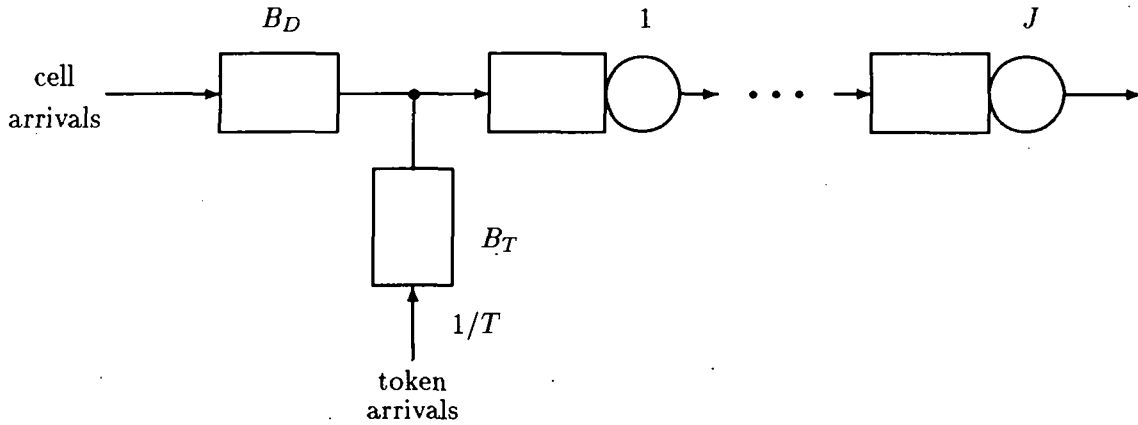 B_D
1
J
cell
arrivals
• • •
B_T
1/T
token
arrivals